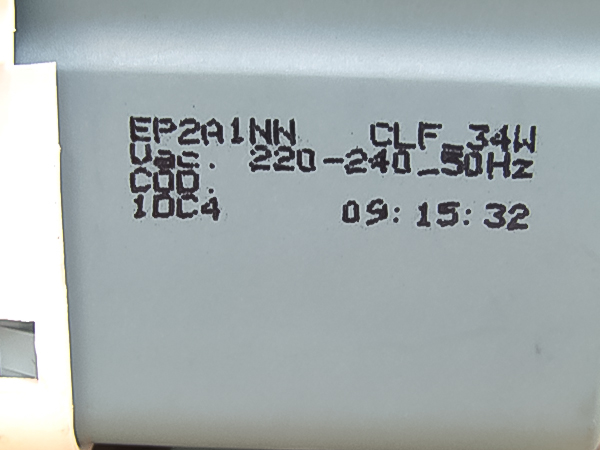 EP2A1NN CLF_34W
Vac. 220-240_50Hz
COD.
10C4 09:15:32